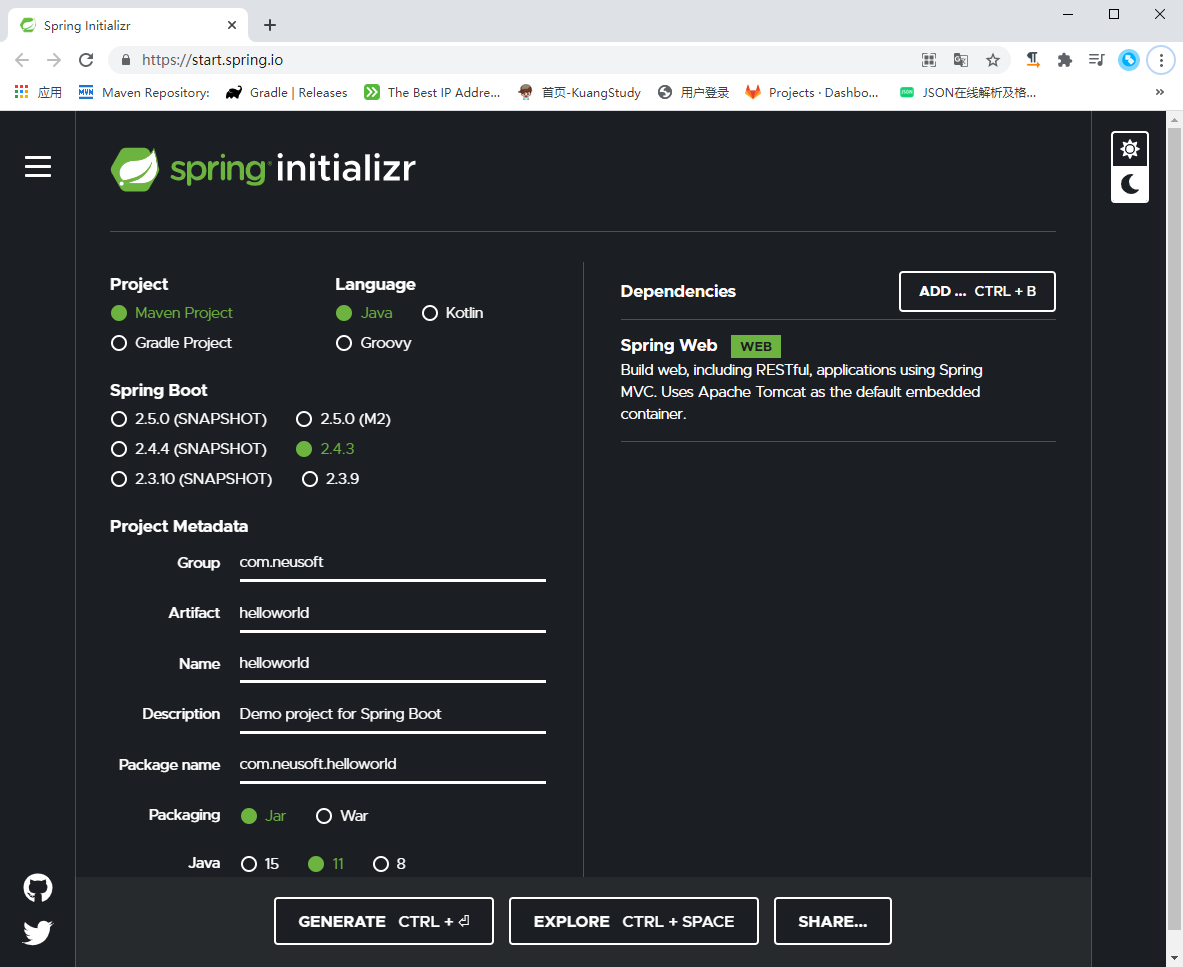 Spring Initializr
https://start.spring.io
应用
Maven Repository:
Gradle | Releases
The Best IP Addre...
首页-KuangStudy
用户登录
Projects · Dashbo...
JSON在线解析及格...
spring initializr
Project
Maven Project
Gradle Project
Language
Java
Kotlin
Groovy
Spring Boot
2.5.0 (SNAPSHOT)
2.5.0 (M2)
2.4.4 (SNAPSHOT)
2.4.3
2.3.10 (SNAPSHOT)
2.3.9
Project Metadata
Group
com.neusoft
Artifact
helloworld
Name
helloworld
Description
Demo project for Spring Boot
Package name
com.neusoft.helloworld
Packaging
Jar
War
Java
15
11
8
Dependencies
ADD ... CTRL + B
Spring Web WEB
Build web, including RESTful, applications using Spring
MVC. Uses Apache Tomcat as the default embedded
container.
GENERATE CTRL + ⏎
EXPLORE CTRL + SPACE
SHARE...